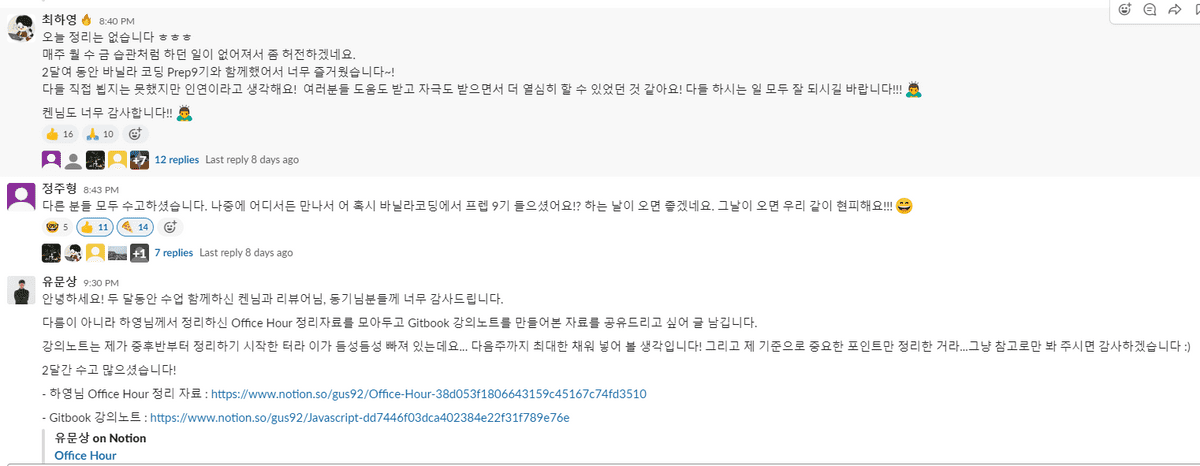 최하영 8:40 PM
오늘 정리는 없습니다 ㅎㅎㅎ
매주 월 수 금 습관처럼 하던 일이 없어져서 좀 허전하겠네요.
2달여 동안 바닐라 코딩 Prep9기와 함께했어서 너무 즐거웠습니다~!
다들 직접 뵙지는 못했지만 인연이라고 생각해요! 여러분들 도움도 받고 자극도 받으면서 더 열심히 할 수 있었던 것 같아요! 다들 하시는 일 모두 잘 되시길 바랍니다!!!
켄님도 너무 감사합니다!!
16 10
+7 12 replies Last reply 8 days ago
정주형 8:43 PM
다른 분들 모두 수고하셨습니다. 나중에 어디서든 만나서 어 혹시 바닐라코딩에서 프렙 9기 들으셨어요!? 하는 날이 오면 좋겠네요. 그날이 오면 우리 같이 현피해요!!!
5 11 14
+1 7 replies Last reply 8 days ago
유문상 9:30 PM
안녕하세요! 두 달동안 수업 함께하신 켄님과 리뷰어님, 동기님분들께 너무 감사드립니다.
다름이 아니라 하영님께서 정리하신 Office Hour 정리자료를 모아두고 Gitbook 강의노트를 만들어본 자료를 공유드리고 싶어 글 남깁니다.
강의노트는 제가 중후반부터 정리하기 시작한 터라 이가 듬성듬성 빠져 있는데요... 다음주까지 최대한 채워 넣어 볼 생각입니다! 그리고 제 기준으로 중요한 포인트만 정리한 거라...그냥 참고로만 봐 주시면 감사하겠습니다 :)
2달간 수고 많으셨습니다!
- 하영님 Office Hour 정리 자료 : https://www.notion.so/gus92/Office-Hour-38d053f1806643159c45167c74fd3510
- Gitbook 강의노트 : https://www.notion.so/gus92/Javascript-dd7446f03dca402384e22f31f789e76e
유문상 on Notion
Office Hour